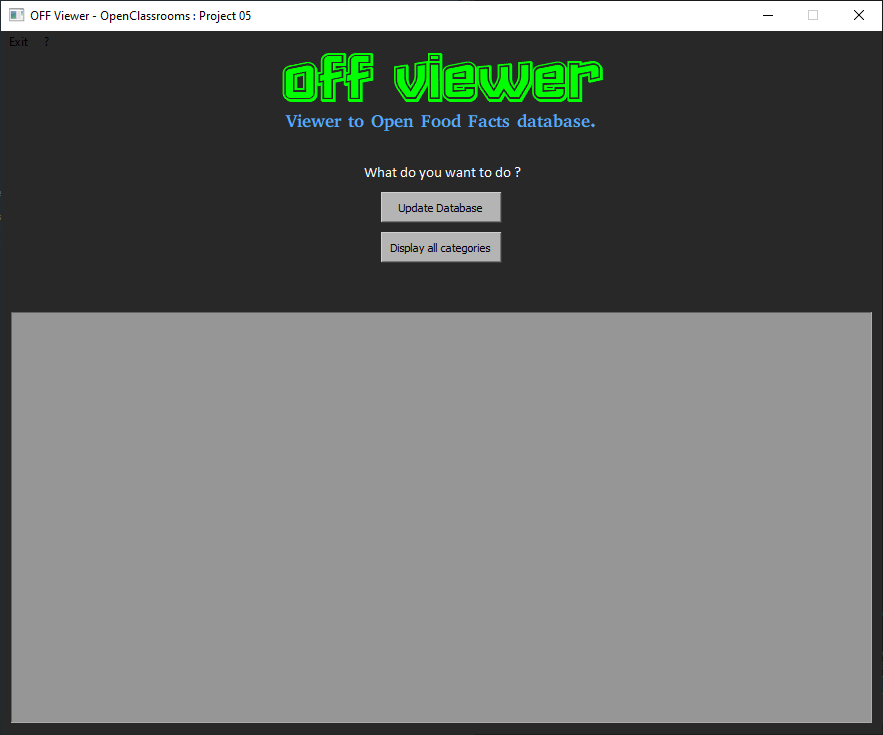 OFF Viewer - OpenClassrooms : Project 05
Exit ?
off viewer
Viewer to Open Food Facts database.
What do you want to do ?
Update Database
Display all categories